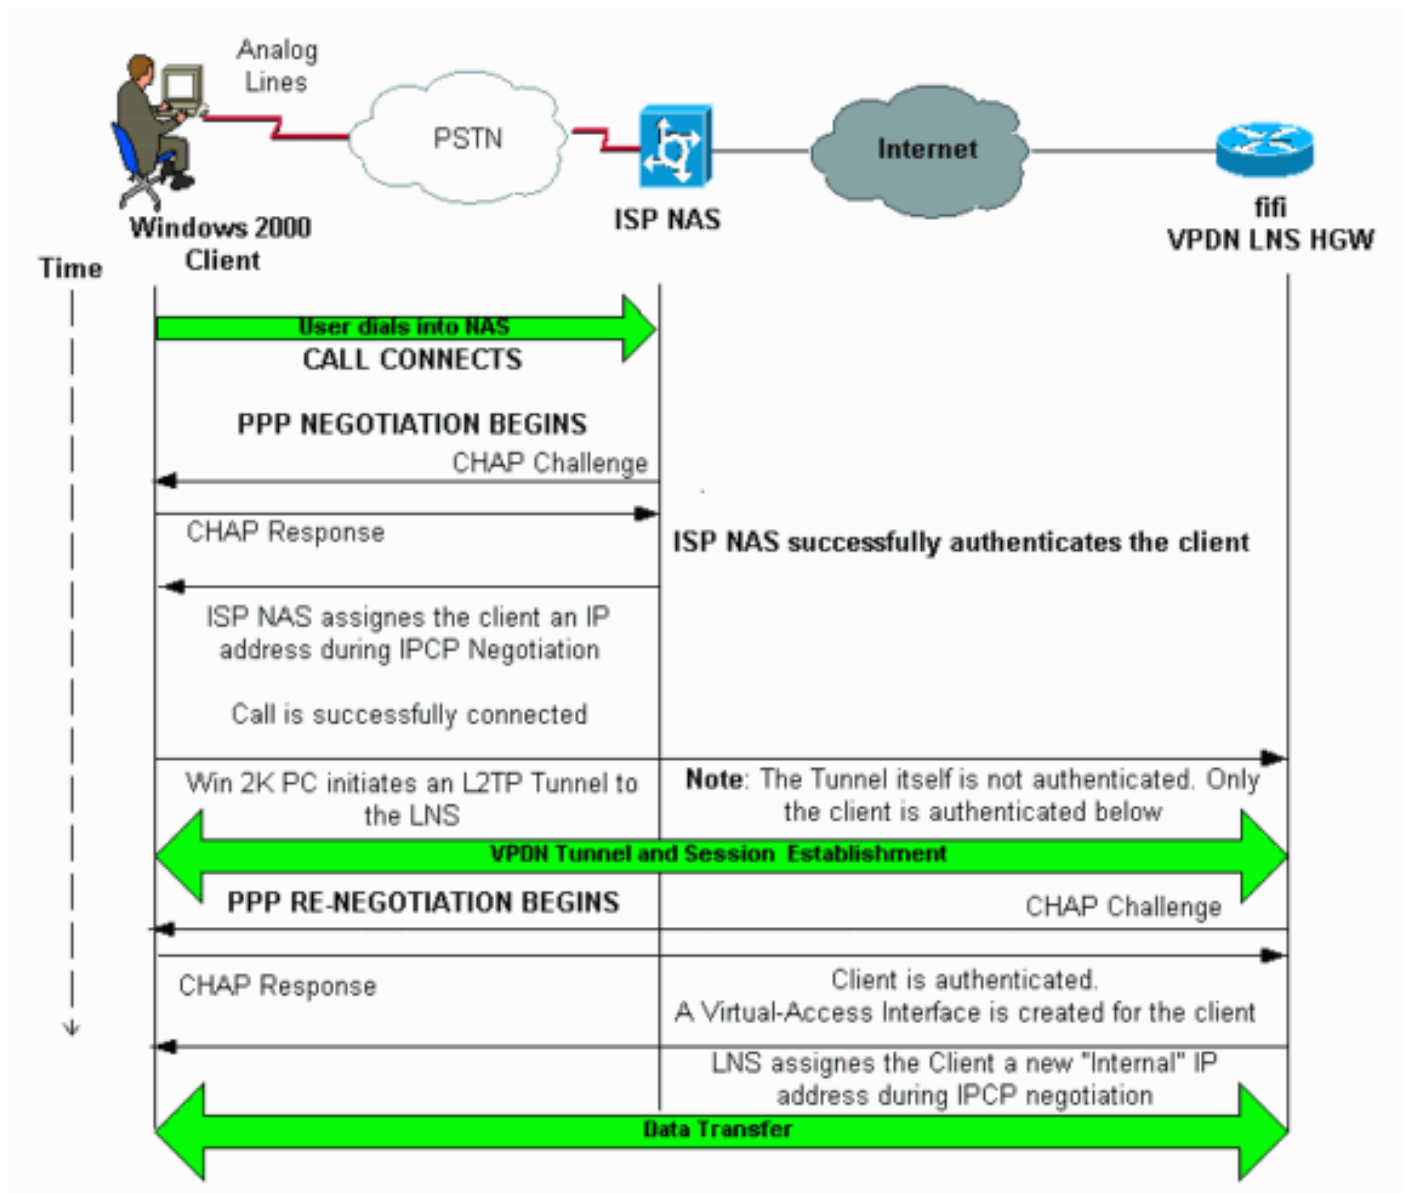 Analog
Lines
PSTN
Internet
Windows 2000
Client
ISP NAS
fifi
VPDN LNS HGW
Time
User dials into NAS
CALL CONNECTS
PPP NEGOTIATION BEGINS
CHAP Challenge
CHAP Response
ISP NAS successfully authenticates the client
ISP NAS assignes the client an IP
address during IPCP Negotiation
Call is successfully connected
Win 2K PC initiates an L2TP Tunnel to
the LNS
Note: The Tunnel itself is not authenticated. Only
the client is authenticated below
VPDN Tunnel and Session Establishment
PPP RE-NEGOTIATION BEGINS
CHAP Challenge
CHAP Response
Client is authenticated.
A Virtual-Access Interface is created for the client
LNS assignes the Client a new "Internal" IP
address during IPCP negotiation
Data Transfer